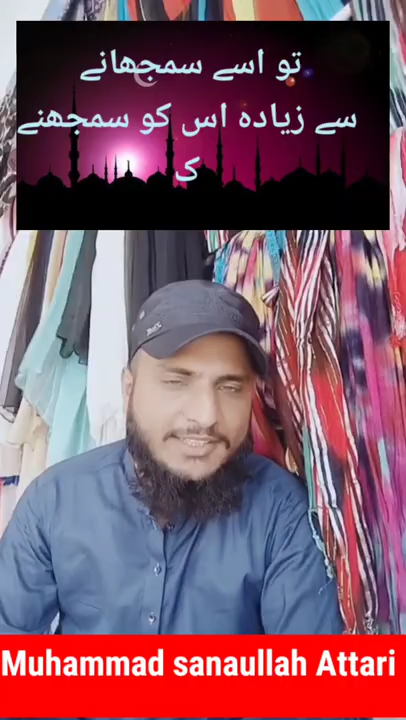 تو اسے سمجھانے
سے زیادہ اس کو سمجھنے
ک
Muhammad sanaullah Attari